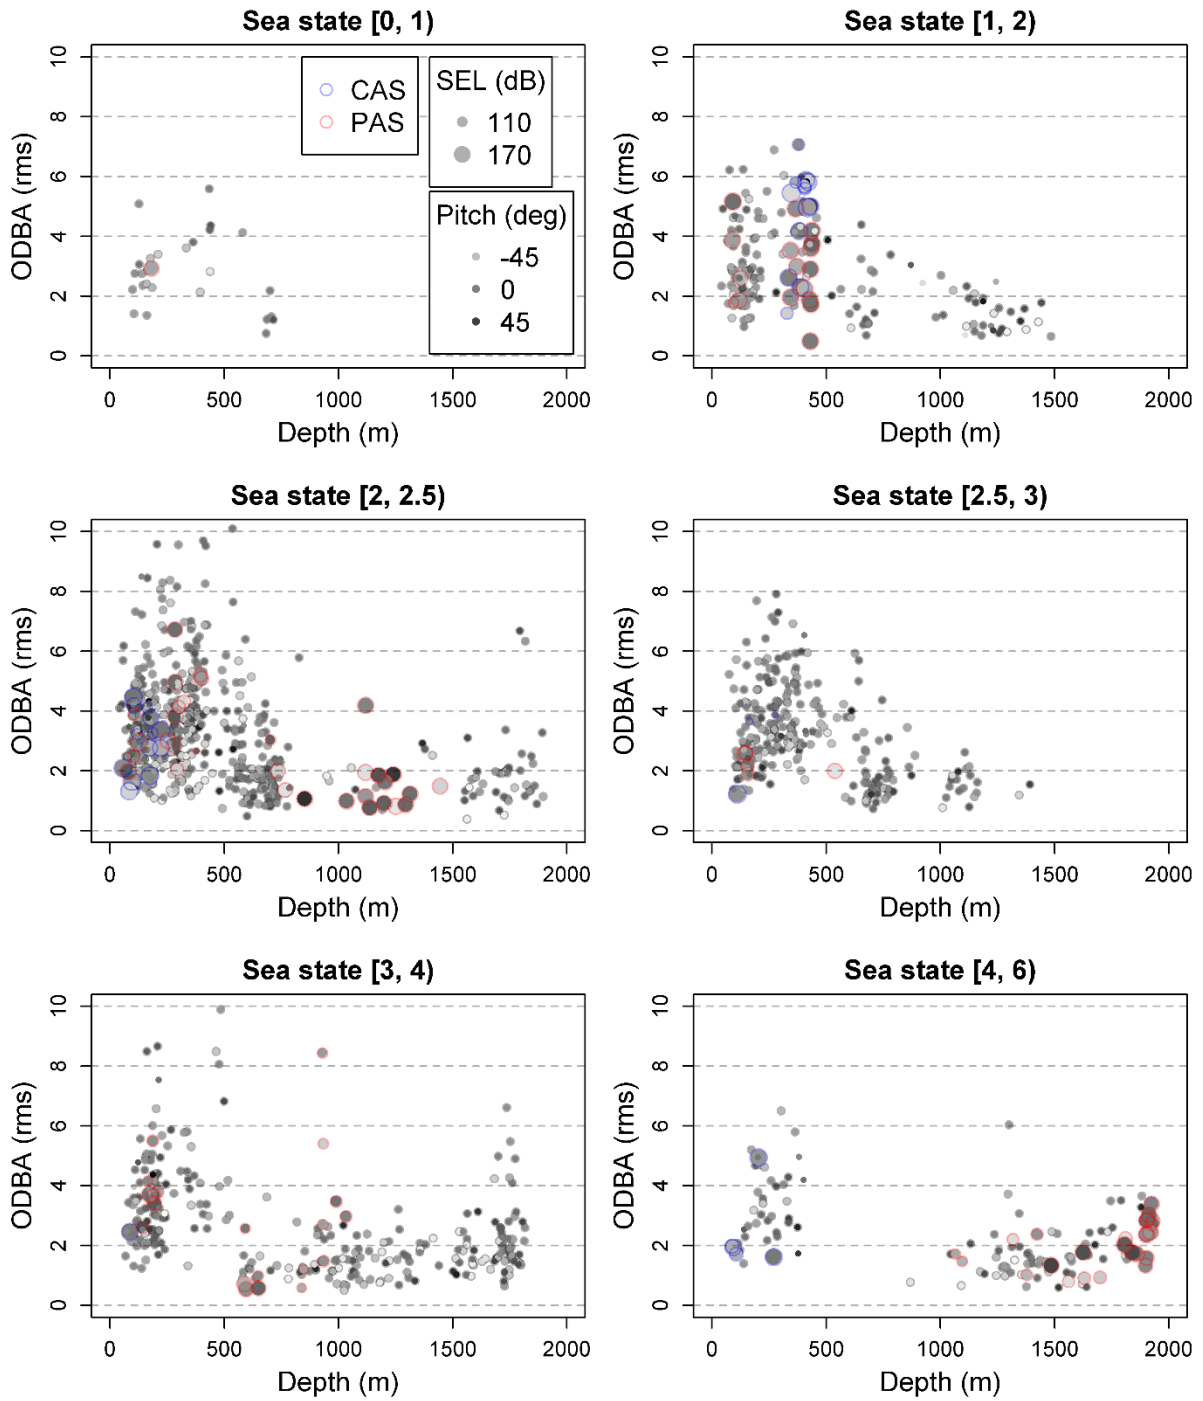 Sea state [0, 1)
ODBA (rms)
0 2 4 6 8 10
CAS
PAS
SEL (dB)
110
170
Pitch (deg)
-45
0
45
0 500 1000 1500 2000
Depth (m)
Sea state [1, 2)
ODBA (rms)
0 2 4 6 8 10
0 500 1000 1500 2000
Depth (m)
Sea state [2, 2.5)
ODBA (rms)
0 2 4 6 8 10
0 500 1000 1500 2000
Depth (m)
Sea state [2.5, 3)
ODBA (rms)
0 2 4 6 8 10
0 500 1000 1500 2000
Depth (m)
Sea state [3, 4)
ODBA (rms)
0 2 4 6 8 10
0 500 1000 1500 2000
Depth (m)
Sea state [4, 6)
ODBA (rms)
0 2 4 6 8 10
0 500 1000 1500 2000
Depth (m)